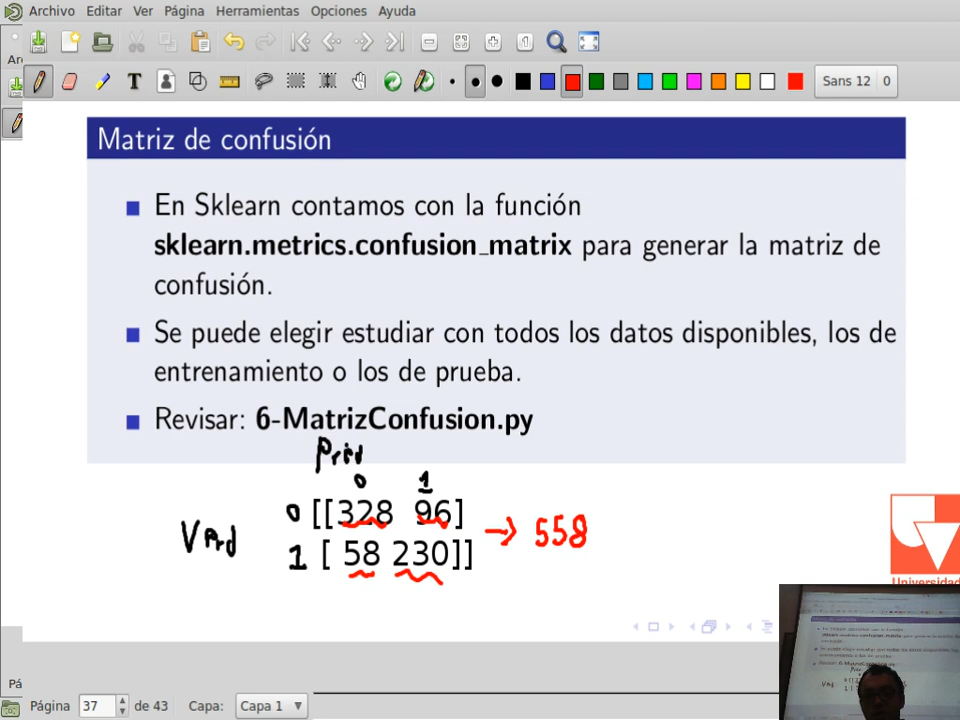 Archivo Editar Ver Página Herramientas Opciones Ayuda
Sans 12 0
Matriz de confusión
En Sklearn contamos con la función
sklearn.metrics.confusion_matrix para generar la matriz de
confusión.
Se puede elegir estudiar con todos los datos disponibles, los de
entrenamiento o los de prueba.
Revisar: 6-MatrizConfusion.py
Pred
0 1
0 [[328 96]
Verd
1 [ 58 230]]
→ 558
Universidad
Pá
Página 37 de 43 Capa: Capa 1